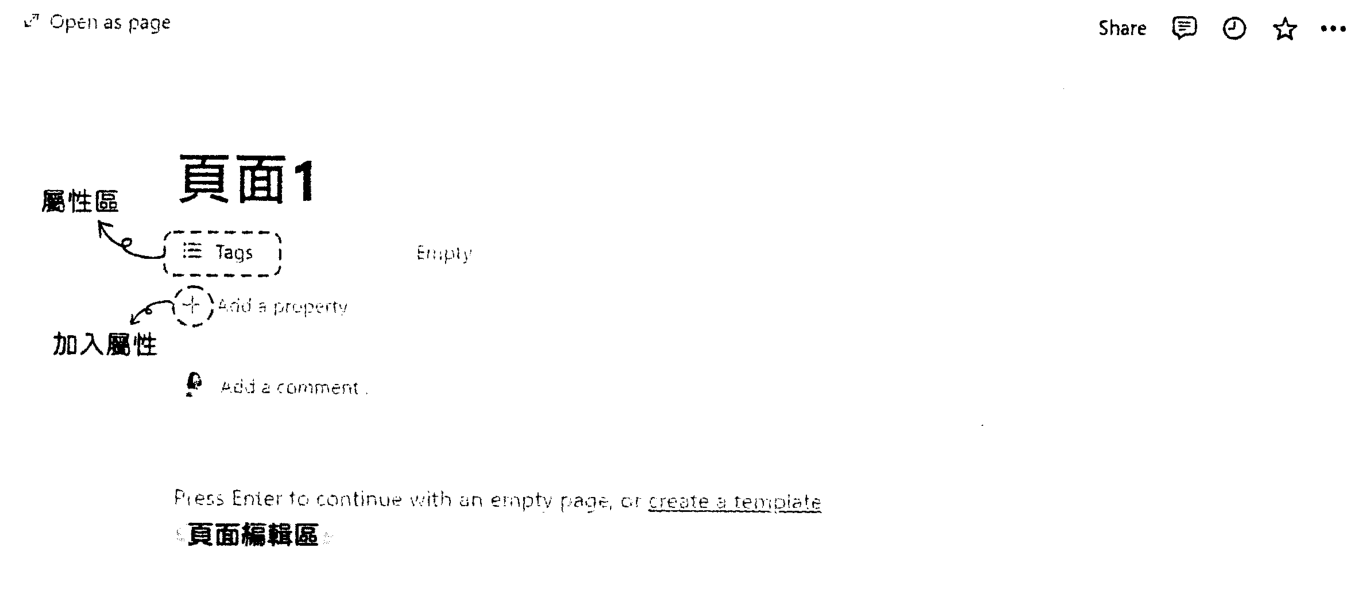 Open as page
Share
頁面1
屬性區
Tags Empty
Add a property
加入屬性
Add a comment...
Press Enter to continue with an empty page, or create a template
頁面編輯區